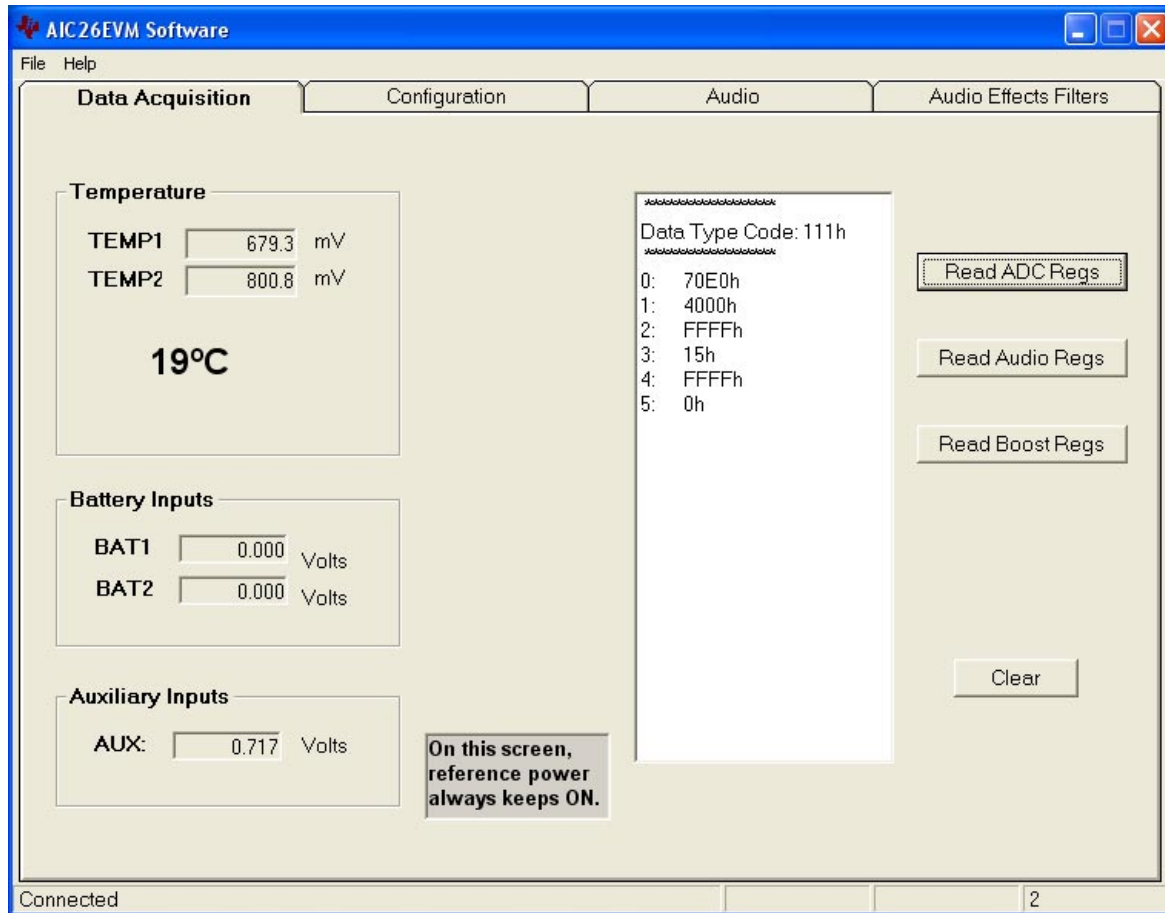 AIC26EVM Software
File Help
Data Acquisition
Configuration
Audio
Audio Effects Filters
Temperature
TEMP1 679.3 mV
TEMP2 800.8 mV
19ºC
Battery Inputs
BAT1 0.000 Volts
BAT2 0.000 Volts
Auxiliary Inputs
AUX: 0.717 Volts
On this screen,
reference power
always keeps ON.
********************
Data Type Code: 111h
********************
0: 70E0h
1: 4000h
2: FFFFh
3: 15h
4: FFFFh
5: 0h
Read ADC Regs
Read Audio Regs
Read Boost Regs
Clear
Connected
2